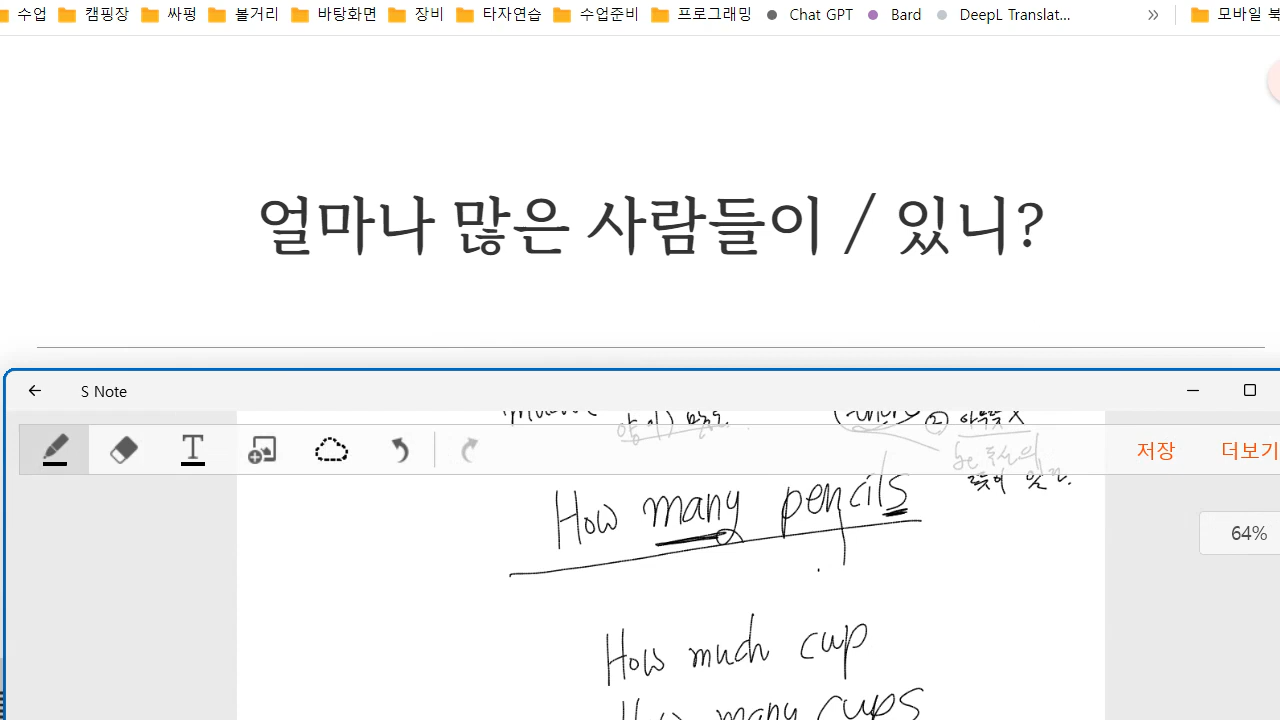 수업 캠핑장 싸펑 볼거리 바탕화면 장비 타자연습 수업준비 프로그래밍 Chat GPT Bard DeepL Translat... » 모바일 북
얼마나 많은 사람들이 / 있니?
S Note
저장 더보기
How many pencils
64%
How much cup
How many cups